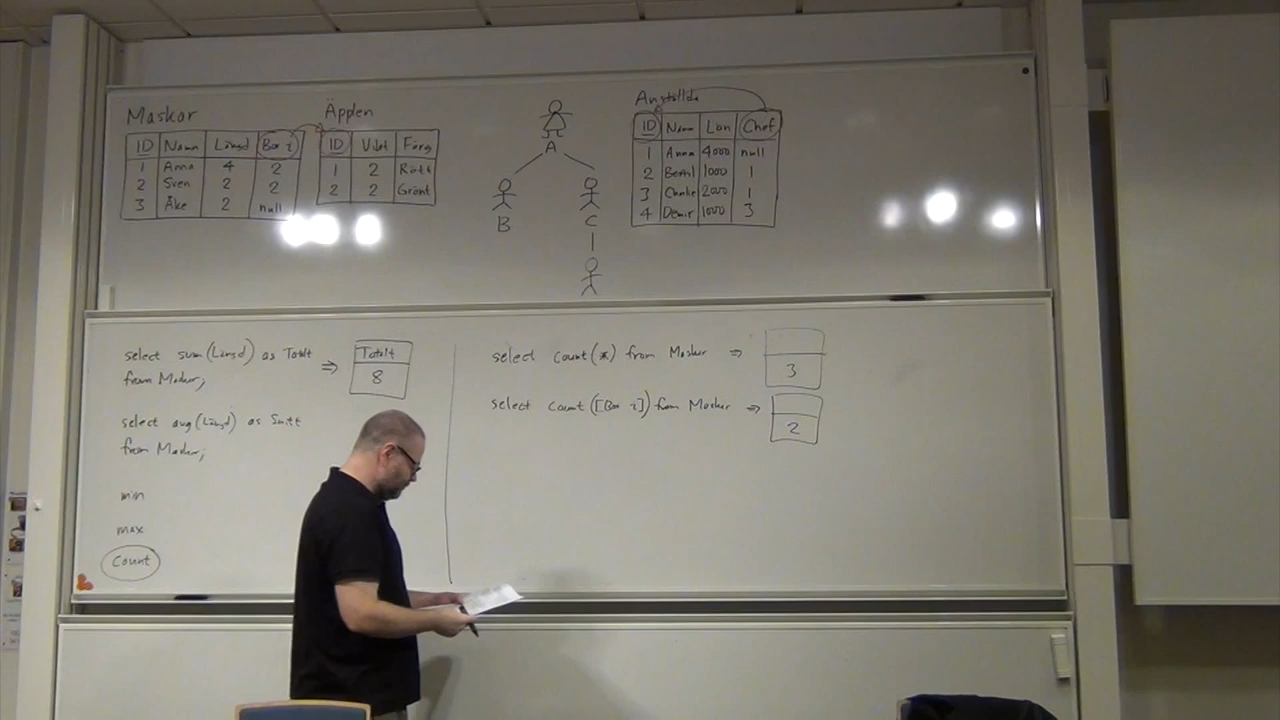 Maskar
ID Namn Längd Bor i
1 Anna 4 2
2 Sven 2 2
3 Åke 2 null
Äpplen
ID Vikt Färg
1 2 Rött
2 2 Grönt
A
B C
Anställda
ID Namn Lön Chef
1 Anna 4000 null
2 Bertil 1000 1
3 Charlie 2000 1
4 Demir 1000 3
select sum(Längd) as Totalt
from Maskar;
⇒
Totalt
8
select avg(Längd) as Snitt
from Maskar;
min
max
Count
select count(*) from Maskar ⇒
3
select count([Bor i]) from Maskar ⇒
2